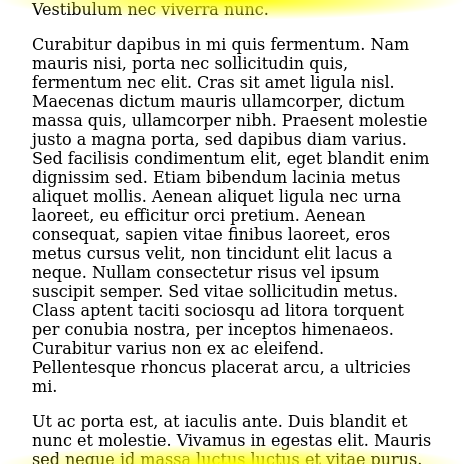 Vestibulum nec viverra nunc.
Curabitur dapibus in mi quis fermentum. Nam
mauris nisi, porta nec sollicitudin quis,
fermentum nec elit. Cras sit amet ligula nisl.
Maecenas dictum mauris ullamcorper, dictum
massa quis, ullamcorper nibh. Praesent molestie
justo a magna porta, sed dapibus diam varius.
Sed facilisis condimentum elit, eget blandit enim
dignissim sed. Etiam bibendum lacinia metus
aliquet mollis. Aenean aliquet ligula nec urna
laoreet, eu efficitur orci pretium. Aenean
consequat, sapien vitae finibus laoreet, eros
metus cursus velit, non tincidunt elit lacus a
neque. Nullam consectetur risus vel ipsum
suscipit semper. Sed vitae sollicitudin metus.
Class aptent taciti sociosqu ad litora torquent
per conubia nostra, per inceptos himenaeos.
Curabitur varius non ex ac eleifend.
Pellentesque rhoncus placerat arcu, a ultricies
mi.
Ut ac porta est, at iaculis ante. Duis blandit et
nunc et molestie. Vivamus in egestas elit. Mauris
sed neque id massa luctus luctus et vitae purus.